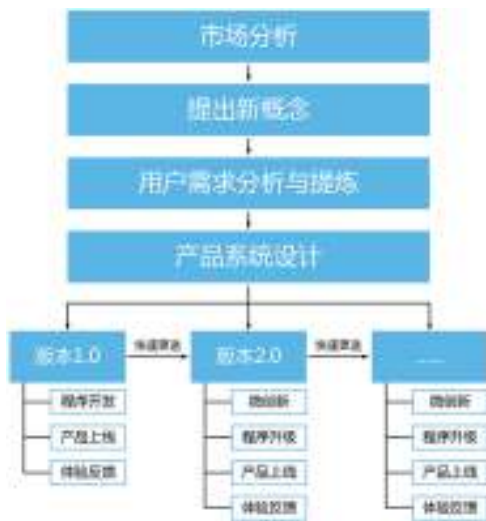 市场分析
提出新概念
用户需求分析与提炼
产品系统设计
版本1.0
快速更迭
版本2.0
快速更迭
......
程序开发
产品上线
体验反馈
微创新
程序升级
产品上线
体验反馈
微创新
程序升级
产品上线
体验反馈